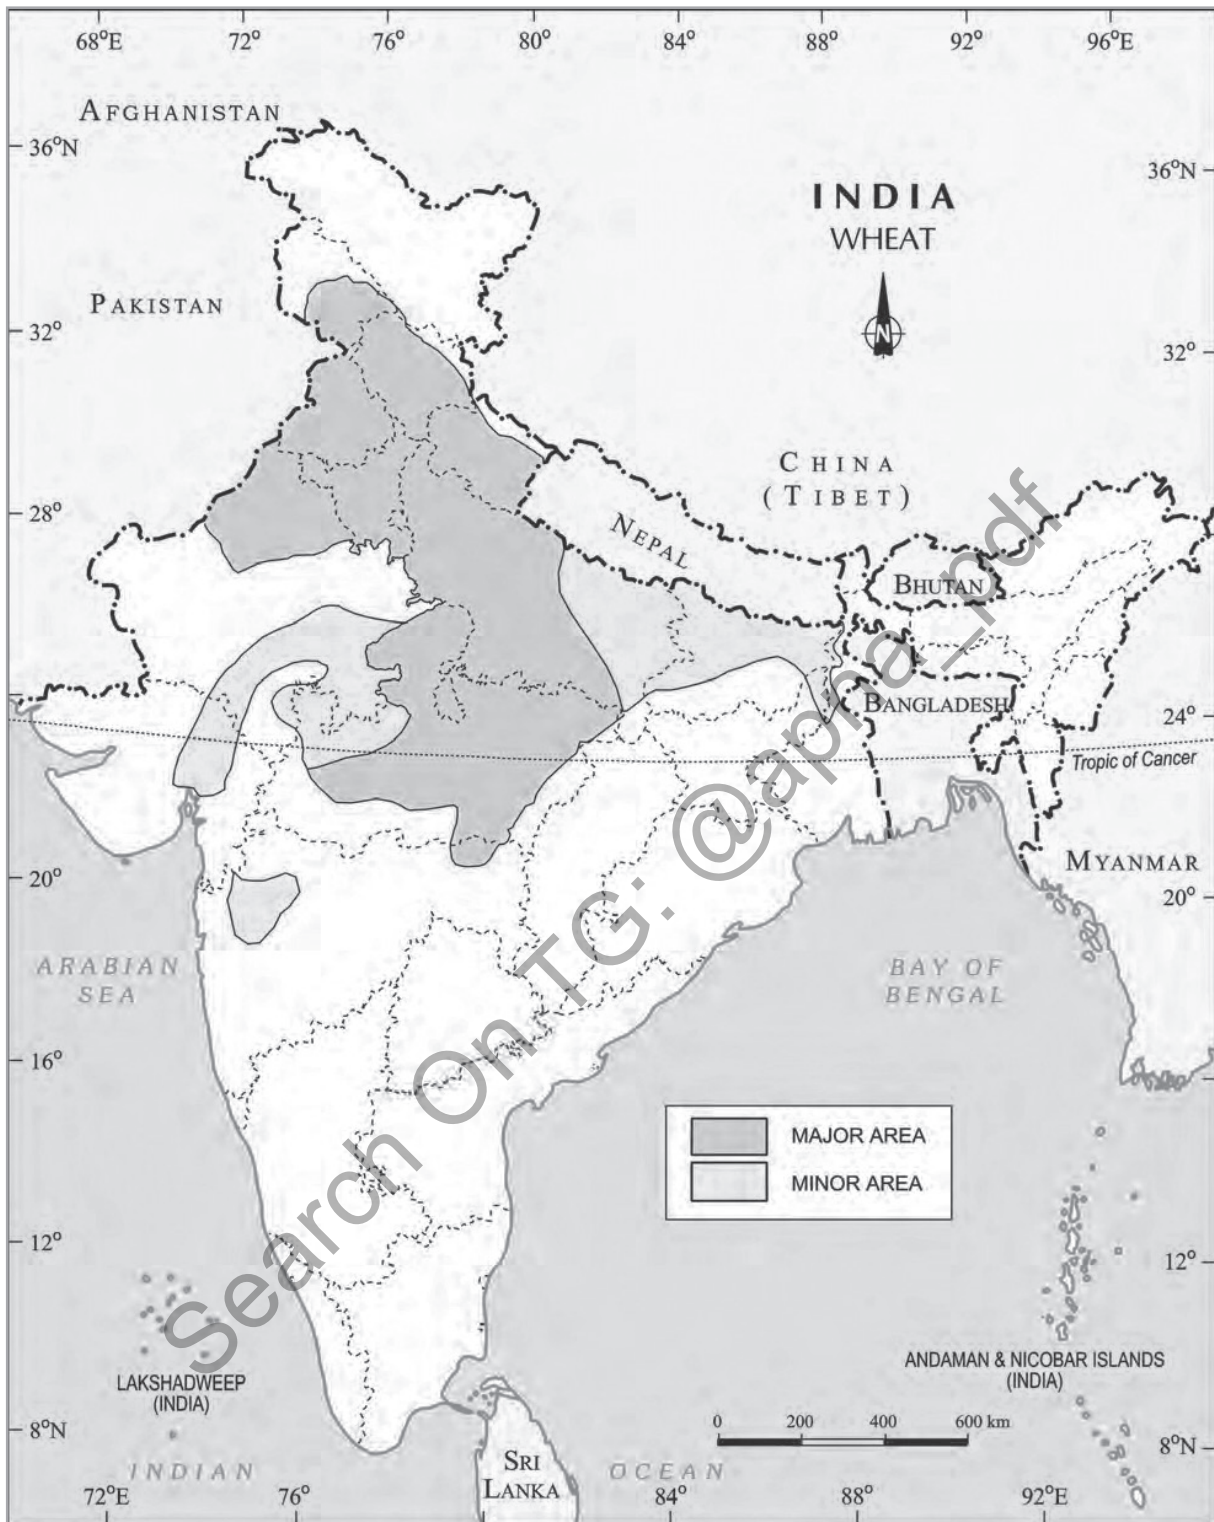 68°E 72° 76° 80° 84° 88° 92° 96°E
AFGHANISTAN
36°N
36°N
INDIA
WHEAT
N
PAKISTAN
32°
32°
CHINA
(TIBET)
28°
NEPAL
BHUTAN
BANGLADESH
24°
Tropic of Cancer
MYANMAR
20°
20°
ARABIAN
SEA
BAY OF
BENGAL
16°
MAJOR AREA
MINOR AREA
12°
12°
LAKSHADWEEP
(INDIA)
ANDAMAN & NICOBAR ISLANDS
(INDIA)
0 200 400 600 km
8°N
8°N
INDIAN OCEAN
SRI
LANKA
72°E 76° 84° 88° 92°E
Search On TG: @apna_pdf